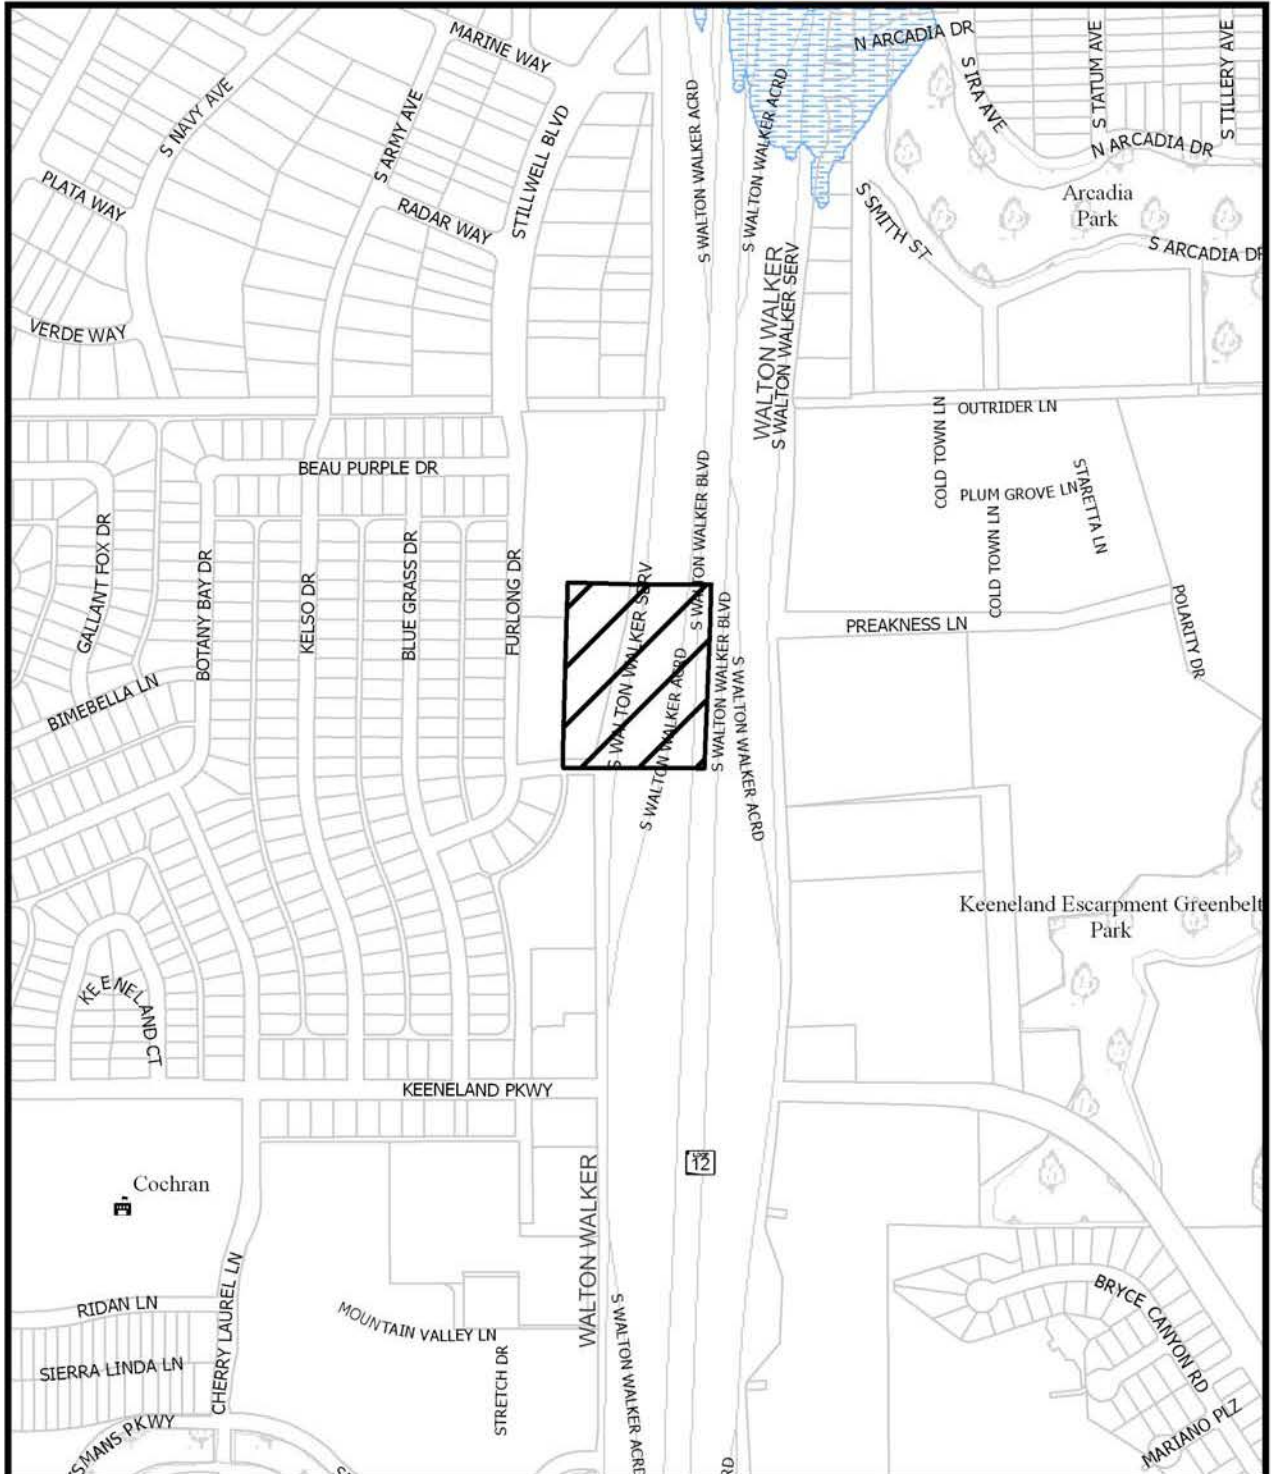 MARINE WAY
N ARCADIA DR
S TATUM AVE
S TILLERY AVE
S NAVY AVE
S ARMY AVE
STILLWELL BLVD
S WALTON WALKER ACRD
S WALTON WALKER ACRD
S IRA AVE
N ARCADIA DR
PLATA WAY
RADAR WAY
S SMITH ST
Arcadia
Park
S ARCADIA DR
VERDE WAY
WALTON WALKER
S WALTON WALKER SERV
OUTRIDER LN
COLD TOWN LN
BEAU PURPLE DR
S WALTON WALKER BLVD
PLUM GROVE LN
STARETTA LN
GALLANT FOX DR
BOTANY BAY DR
KELSO DR
BLUE GRASS DR
FURLONG DR
S WALTON WALKER SERV
S WALTON WALKER BLVD
COLD TOWN LN
PREAKNESS LN
POLARITY DR
BIMEBELLA LN
S WALTON WALKER ACRD
S WALTON WALKER ACRD
Keeneland Escarpment Greenbelt
Park
KEENELAND CT
KEENELAND PKWY
12
Cochran
WALTON WALKER
RIDAN LN
CHERRY LAUREL LN
MOUNTAIN VALLEY LN
S WALTON WALKER ACRD
BRYCE CANYON RD
SIERRA LINDA LN
STRETCH DR
SMANS PKWY
MARIANO PLZ
RD